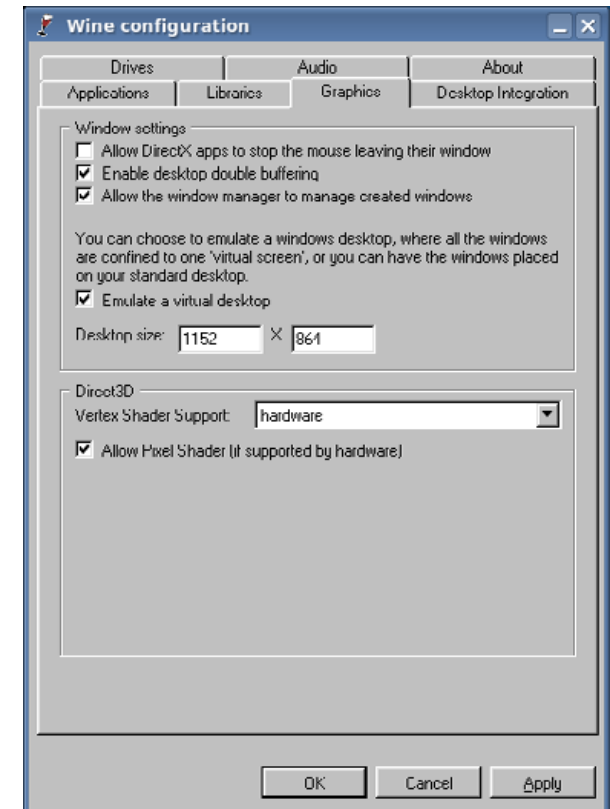 Wine configuration
Drives Audio About
Applications Libraries Graphics Desktop Integration
Window settings
Allow DirectX apps to stop the mouse leaving their window
Enable desktop double buffering
Allow the window manager to manage created windows
You can choose to emulate a windows desktop, where all the windows
are confined to one 'virtual screen', or you can have the windows placed
on your standard desktop.
Emulate a virtual desktop
Desktop size: 1152 X 864
Direct3D
Vertex Shader Support: hardware
Allow Pixel Shader (if supported by hardware)
OK Cancel Apply